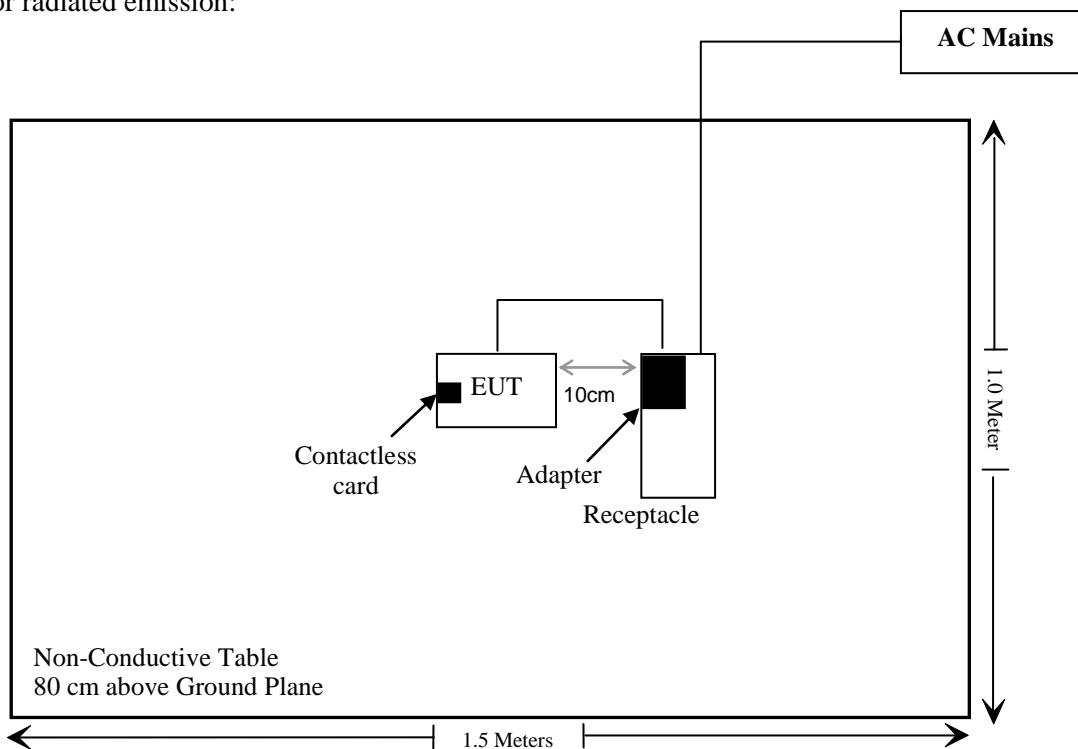 or radiated emission:
AC Mains
EUT
10cm
Contactless
card
Adapter
Receptacle
1.0 Meter
Non-Conductive Table
80 cm above Ground Plane
1.5 Meters